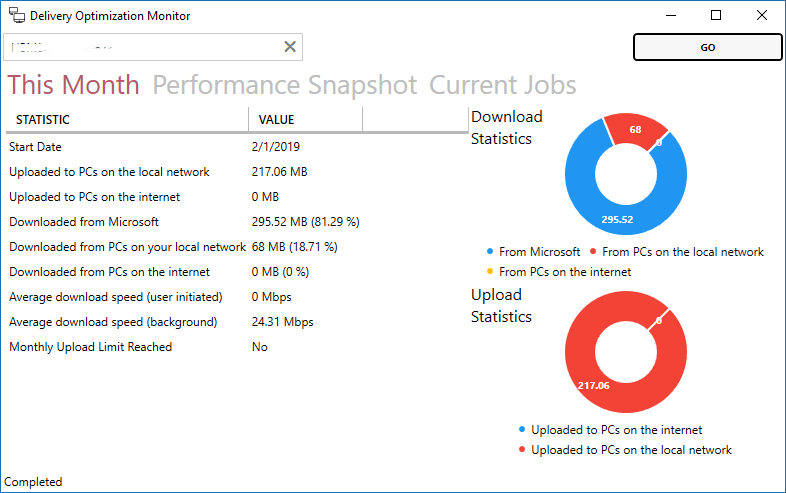 Delivery Optimization Monitor
GO
This Month Performance Snapshot Current Jobs
STATISTIC VALUE
Start Date 2/1/2019
Uploaded to PCs on the local network 217.06 MB
Uploaded to PCs on the internet 0 MB
Downloaded from Microsoft 295.52 MB (81.29 %)
Downloaded from PCs on your local network 68 MB (18.71 %)
Downloaded from PCs on the internet 0 MB (0 %)
Average download speed (user initiated) 0 Mbps
Average download speed (background) 24.31 Mbps
Monthly Upload Limit Reached No
Download
Statistics
68
0
295.52
From Microsoft From PCs on the local network
From PCs on the internet
Upload
Statistics
0
217.06
Uploaded to PCs on the internet
Uploaded to PCs on the local network
Completed